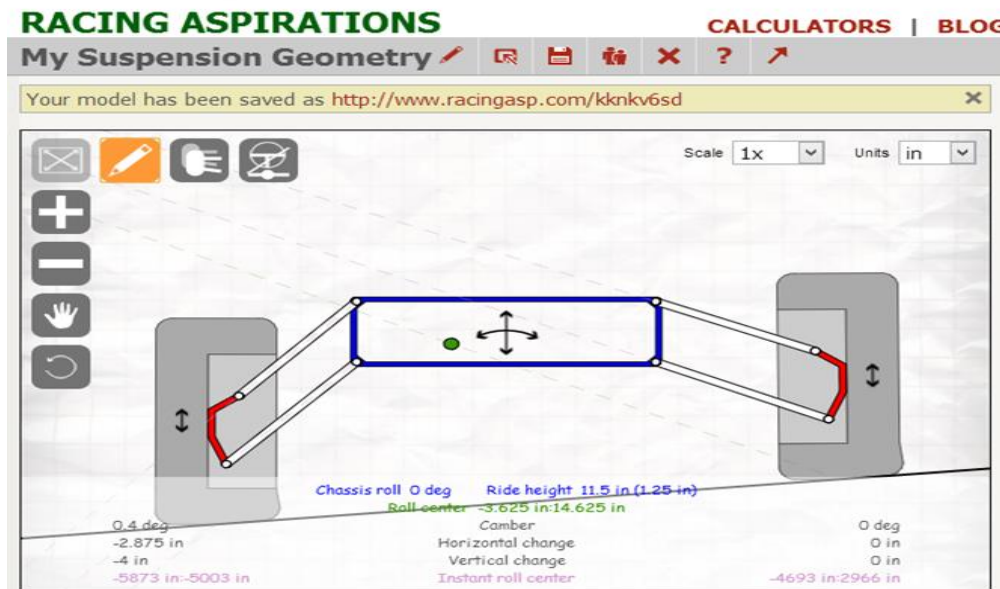 RACING ASPIRATIONS
CALCULATORS | BLOG
My Suspension Geometry ?
Your model has been saved as http://www.racingasp.com/kknkv6sd
Scale 1x Units in
Chassis roll 0 deg Ride height 11.5 in (1.25 in)
Roll center -3.625 in:14.625 in
0.4 deg Camber 0 deg
-2.875 in Horizontal change 0 in
-4 in Vertical change 0 in
-5873 in:-5003 in Instant roll center -4693 in:2966 in